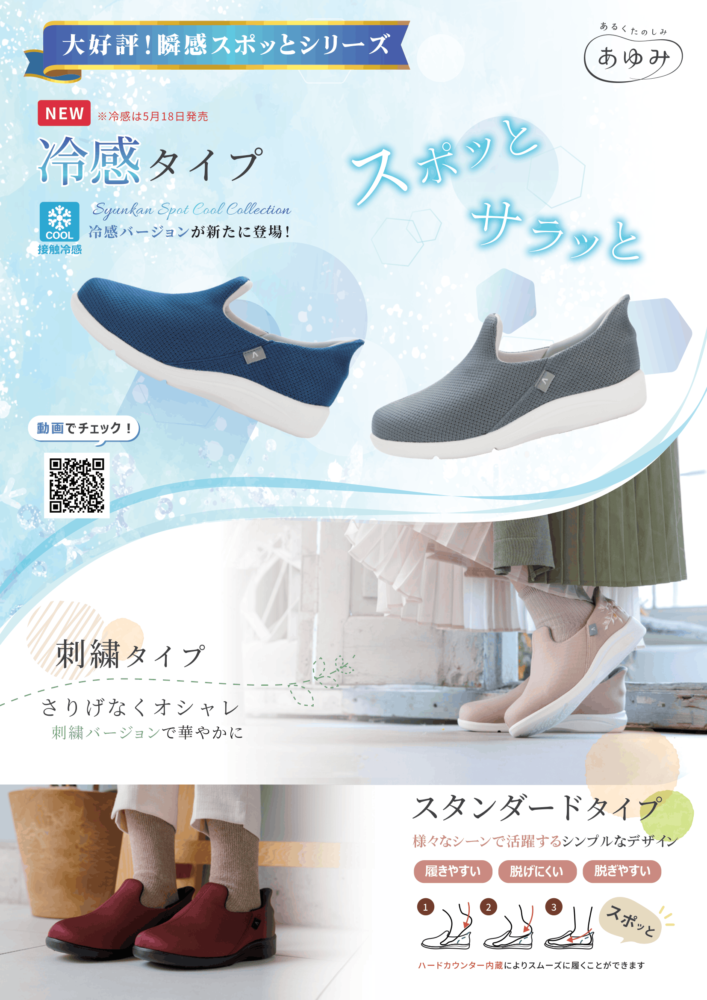 大好評！瞬感スポッとシリーズ
あるくたのしみ
あゆみ
NEW ※冷感は5月18日発売
冷感タイプ
スポッと
サラッと
Syunkan Spot Cool Collection
冷感バージョンが新たに登場！
COOL
接触冷感
動画でチェック！
刺繍タイプ
さりげなくオシャレ
刺繍バージョンで華やかに
スタンダードタイプ
様々なシーンで活躍するシンプルなデザイン
履きやすい 脱げにくい 脱ぎやすい
1 2 3
スポッと
ハードカウンター内蔵によりスムーズに履くことができます